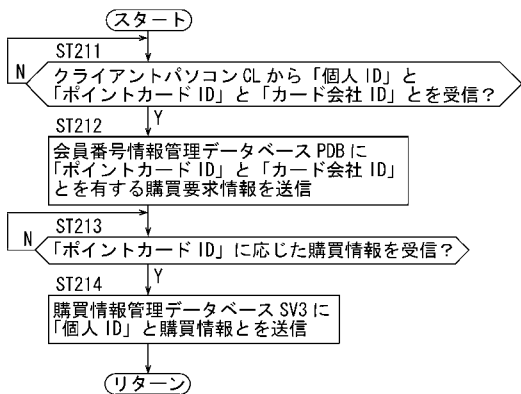 スタート
ST211
N
クライアントパソコンCLから「個人ID」と
「ポイントカードID」と「カード会社ID」とを受信?
Y
ST212
会員番号情報管理データベースPDBに
「ポイントカードID」と「カード会社ID」
とを有する購買要求情報を送信
ST213
N
「ポイントカードID」に応じた購買情報を受信?
Y
ST214
購買情報管理データベースSV3に
「個人ID」と購買情報とを送信
リターン